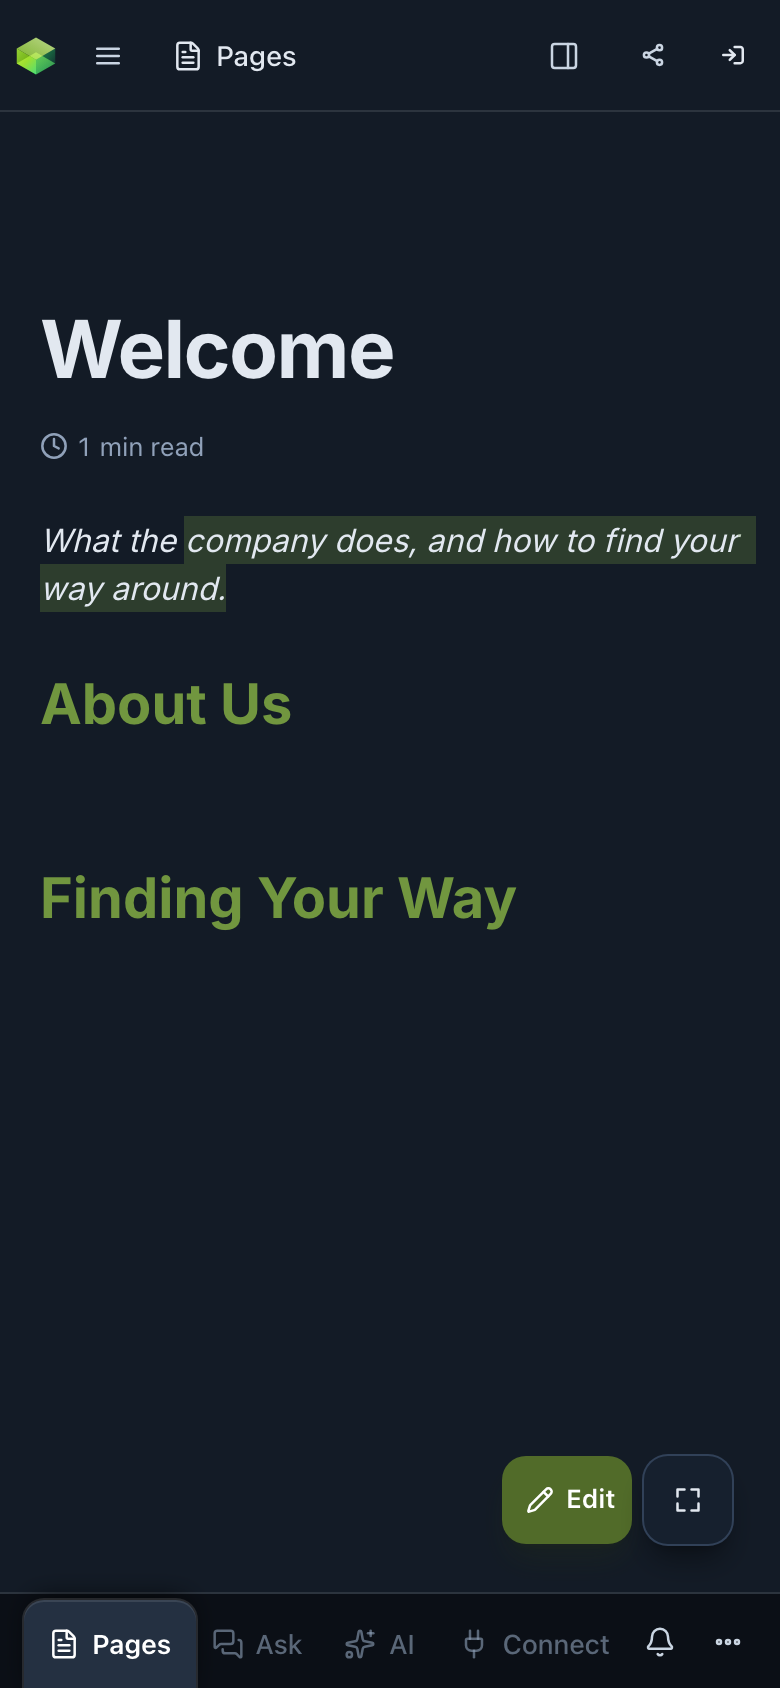 Pages
Welcome
1 min read
What the company does, and how to find your
way around.
About Us
Finding Your Way
Edit
Pages
Ask
AI
Connect